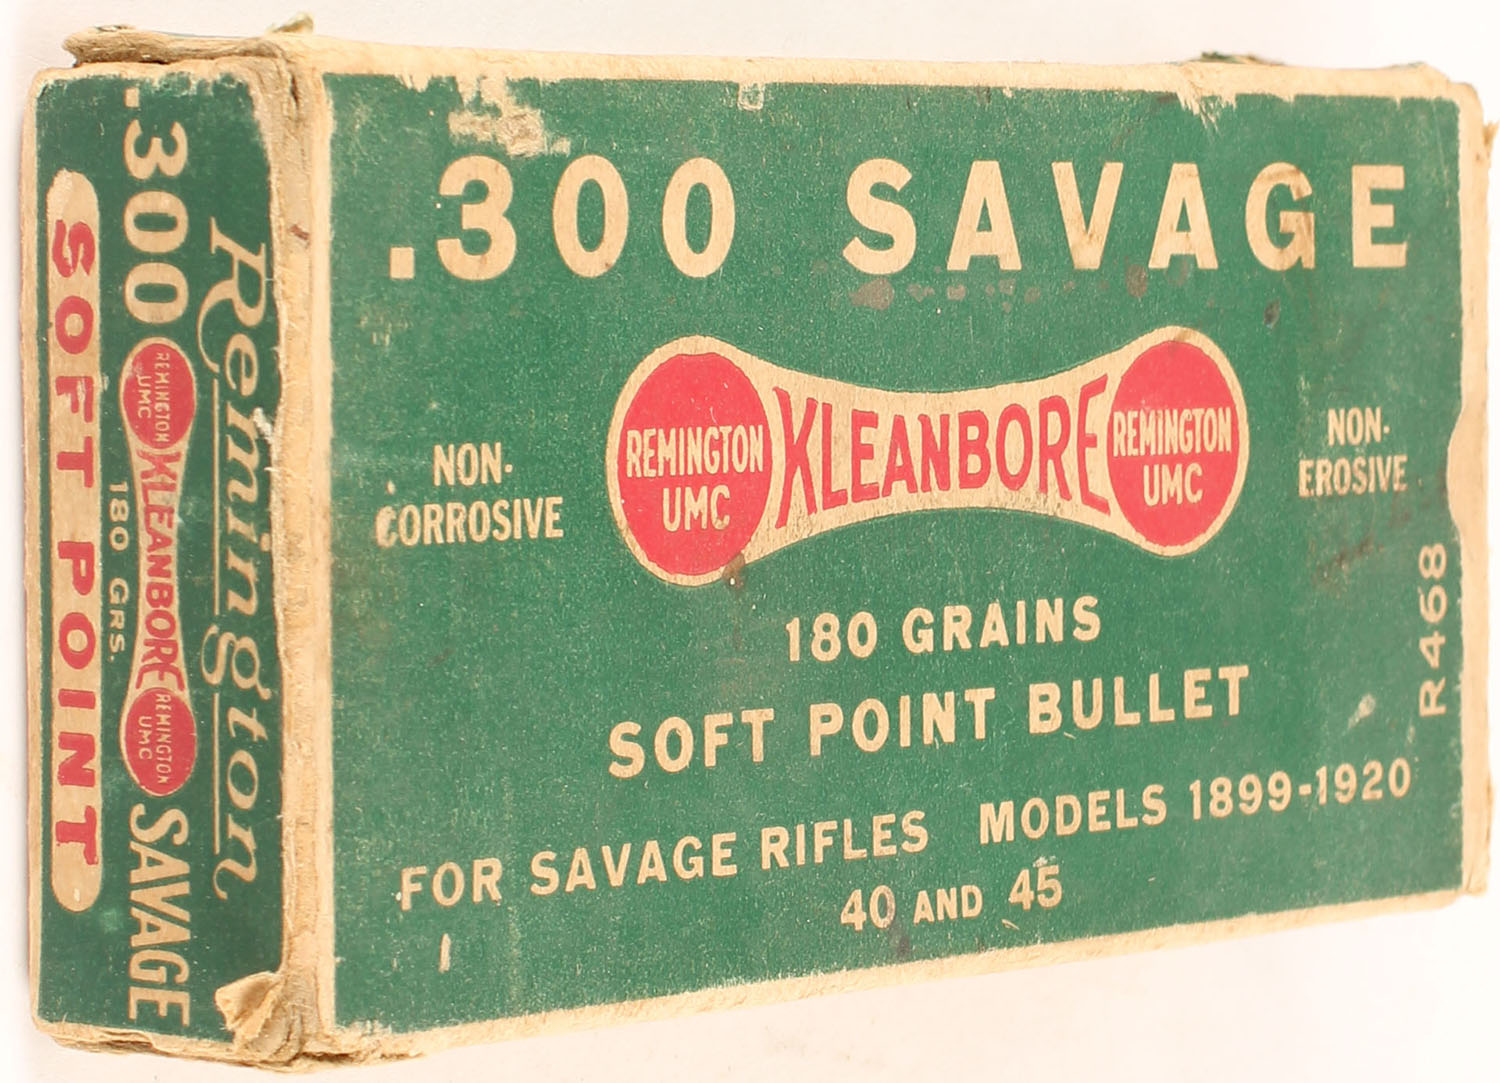 .300 SAVAGE
NON-
CORROSIVE
REMINGTON
UMC
KLEANBORE
REMINGTON
UMC
NON-
EROSIVE
180 GRAINS
SOFT POINT BULLET
FOR SAVAGE RIFLES MODELS 1899-1920
40 AND 45
R468
Remington
.300
REMINGTON
UMC
KLEANBORE
REMINGTON
UMC
SAVAGE
180 GRS.
SOFT POINT